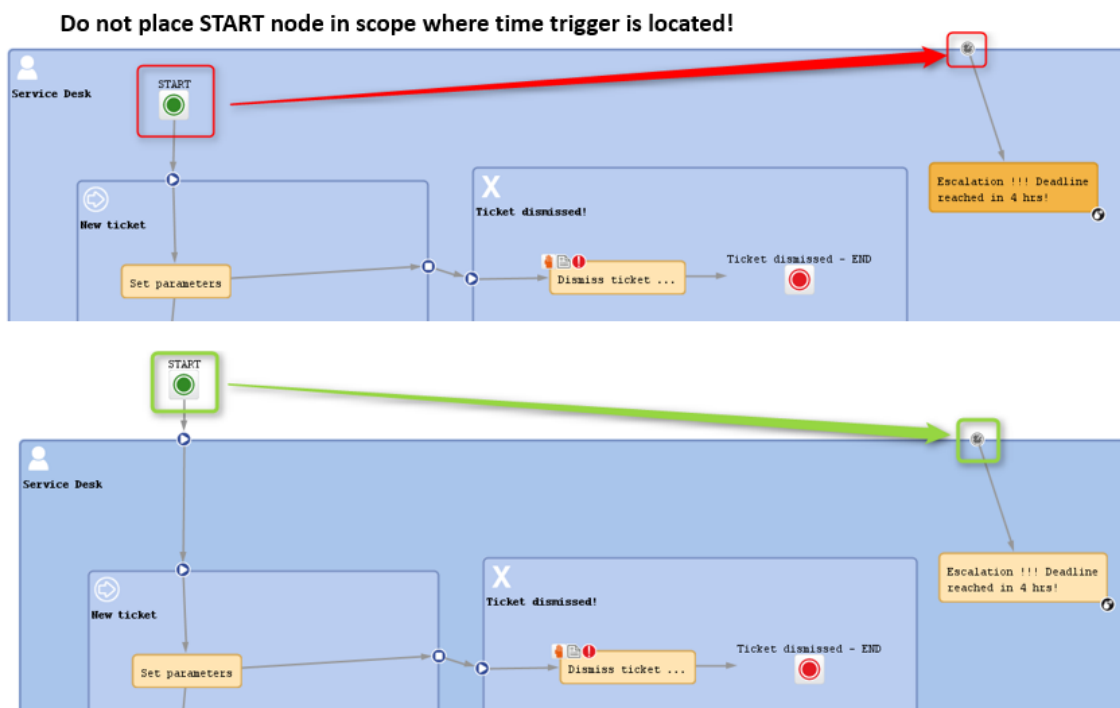 Do not place START node in scope where time trigger is located!
START
Service Desk
Escalation !!! Deadline
reached in 4 hrs!
X
New ticket
Ticket dismissed!
Set parameters
Dismiss ticket ...
Ticket dismissed - END
START
Service Desk
Escalation !!! Deadline
reached in 4 hrs!
X
New ticket
Ticket dismissed!
Set parameters
Dismiss ticket ...
Ticket dismissed - END